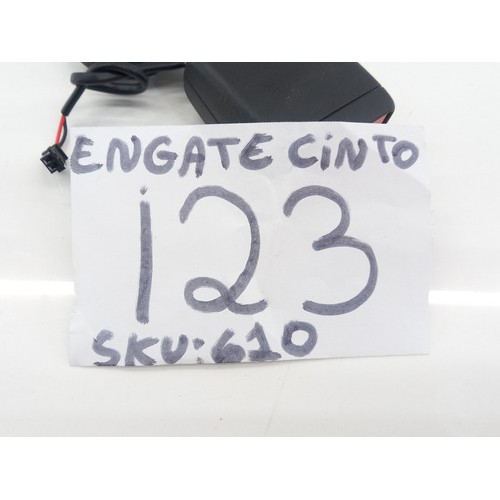 ENGATE CINTO
123
SKU: 610